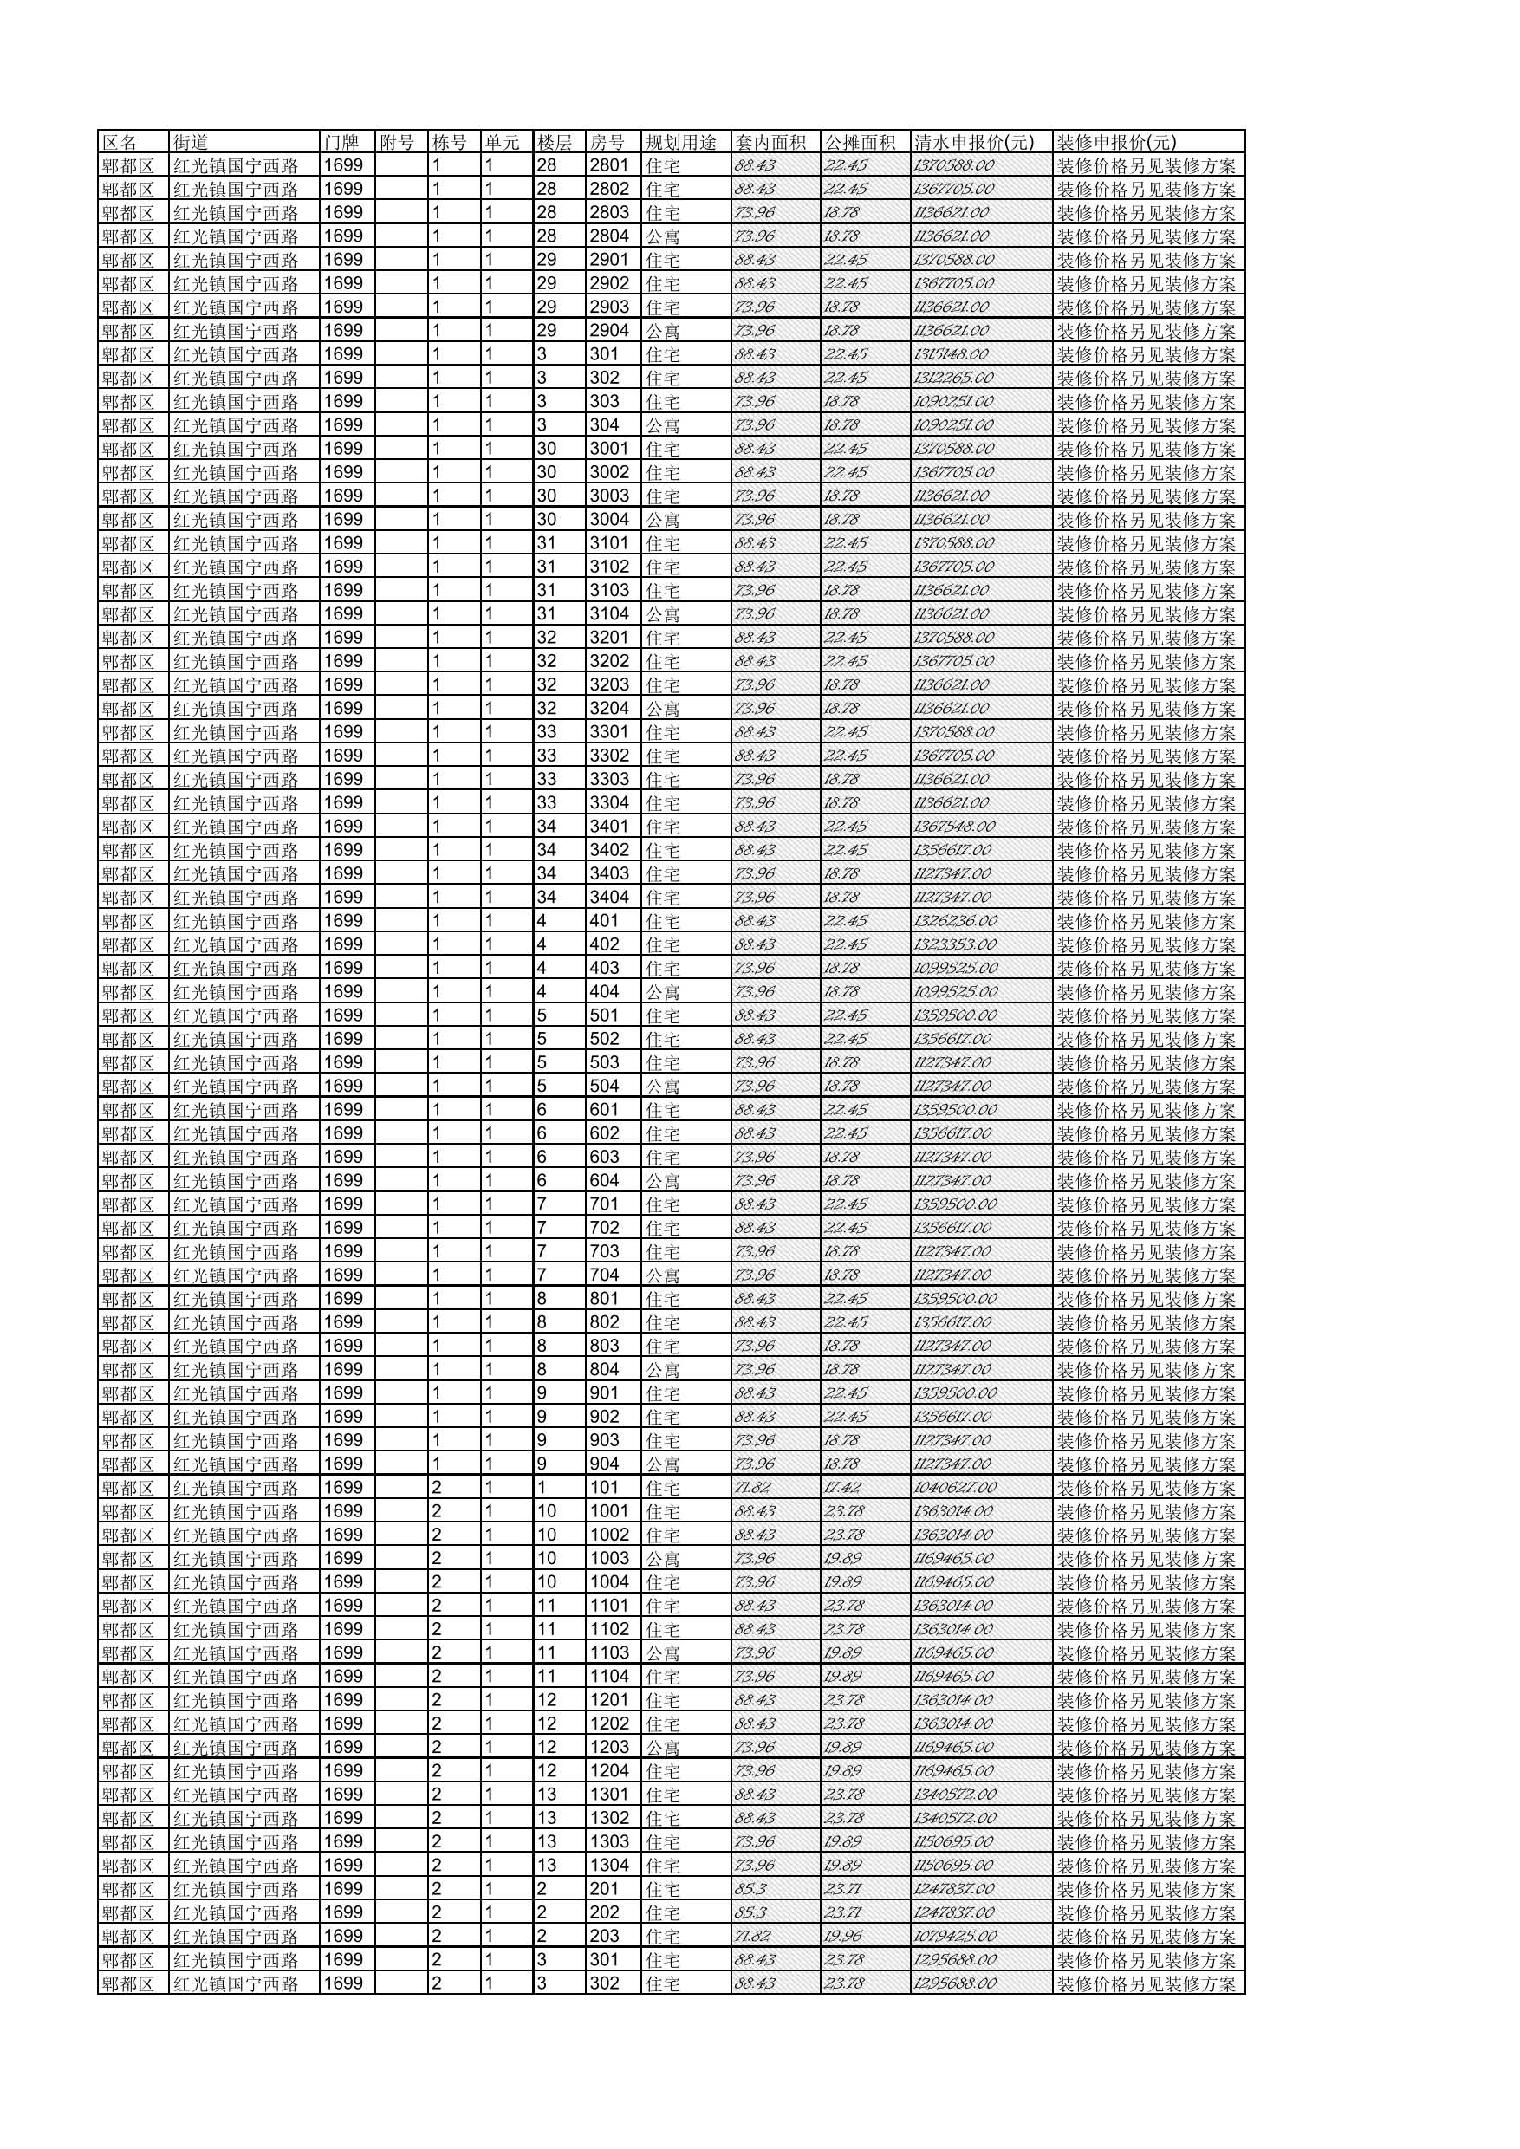 区名 街道 门牌 附号 栋号 单元 楼层 房号 规划用途 套内面积 公摊面积 清水申报价(元) 装修申报价(元)
郫都区 红光镇国宁西路 1699 1 1 28 2801 住宅 88.43 22.45 1370588.00 装修价格另见装修方案
郫都区 红光镇国宁西路 1699 1 1 28 2802 住宅 88.43 22.45 1367705.00 装修价格另见装修方案
郫都区 红光镇国宁西路 1699 1 1 28 2803 住宅 73.96 18.78 1136621.00 装修价格另见装修方案
郫都区 红光镇国宁西路 1699 1 1 28 2804 公寓 73.96 18.78 1136621.00 装修价格另见装修方案
郫都区 红光镇国宁西路 1699 1 1 29 2901 住宅 88.43 22.45 1370588.00 装修价格另见装修方案
郫都区 红光镇国宁西路 1699 1 1 29 2902 住宅 88.43 22.45 1367705.00 装修价格另见装修方案
郫都区 红光镇国宁西路 1699 1 1 29 2903 住宅 73.96 18.78 1136621.00 装修价格另见装修方案
郫都区 红光镇国宁西路 1699 1 1 29 2904 公寓 73.96 18.78 1136621.00 装修价格另见装修方案
郫都区 红光镇国宁西路 1699 1 1 3 301 住宅 88.43 22.45 1315148.00 装修价格另见装修方案
郫都区 红光镇国宁西路 1699 1 1 3 302 住宅 88.43 22.45 1312265.00 装修价格另见装修方案
郫都区 红光镇国宁西路 1699 1 1 3 303 住宅 73.96 18.78 1090251.00 装修价格另见装修方案
郫都区 红光镇国宁西路 1699 1 1 3 304 公寓 73.96 18.78 1090251.00 装修价格另见装修方案
郫都区 红光镇国宁西路 1699 1 1 30 3001 住宅 88.43 22.45 1370588.00 装修价格另见装修方案
郫都区 红光镇国宁西路 1699 1 1 30 3002 住宅 88.43 22.45 1367705.00 装修价格另见装修方案
郫都区 红光镇国宁西路 1699 1 1 30 3003 住宅 73.96 18.78 1136621.00 装修价格另见装修方案
郫都区 红光镇国宁西路 1699 1 1 30 3004 公寓 73.96 18.78 1136621.00 装修价格另见装修方案
郫都区 红光镇国宁西路 1699 1 1 31 3101 住宅 88.43 22.45 1370588.00 装修价格另见装修方案
郫都区 红光镇国宁西路 1699 1 1 31 3102 住宅 88.43 22.45 1367705.00 装修价格另见装修方案
郫都区 红光镇国宁西路 1699 1 1 31 3103 住宅 73.96 18.78 1136621.00 装修价格另见装修方案
郫都区 红光镇国宁西路 1699 1 1 31 3104 公寓 73.96 18.78 1136621.00 装修价格另见装修方案
郫都区 红光镇国宁西路 1699 1 1 32 3201 住宅 88.43 22.45 1370588.00 装修价格另见装修方案
郫都区 红光镇国宁西路 1699 1 1 32 3202 住宅 88.43 22.45 1367705.00 装修价格另见装修方案
郫都区 红光镇国宁西路 1699 1 1 32 3203 住宅 73.96 18.78 1136621.00 装修价格另见装修方案
郫都区 红光镇国宁西路 1699 1 1 32 3204 公寓 73.96 18.78 1136621.00 装修价格另见装修方案
郫都区 红光镇国宁西路 1699 1 1 33 3301 住宅 88.43 22.45 1370588.00 装修价格另见装修方案
郫都区 红光镇国宁西路 1699 1 1 33 3302 住宅 88.43 22.45 1367705.00 装修价格另见装修方案
郫都区 红光镇国宁西路 1699 1 1 33 3303 住宅 73.96 18.78 1136621.00 装修价格另见装修方案
郫都区 红光镇国宁西路 1699 1 1 33 3304 住宅 73.96 18.78 1136621.00 装修价格另见装修方案
郫都区 红光镇国宁西路 1699 1 1 34 3401 住宅 88.43 22.45 1367548.00 装修价格另见装修方案
郫都区 红光镇国宁西路 1699 1 1 34 3402 住宅 88.43 22.45 1356617.00 装修价格另见装修方案
郫都区 红光镇国宁西路 1699 1 1 34 3403 住宅 73.96 18.78 1127347.00 装修价格另见装修方案
郫都区 红光镇国宁西路 1699 1 1 34 3404 住宅 73.96 18.78 1127347.00 装修价格另见装修方案
郫都区 红光镇国宁西路 1699 1 1 4 401 住宅 88.43 22.45 1326236.00 装修价格另见装修方案
郫都区 红光镇国宁西路 1699 1 1 4 402 住宅 88.43 22.45 1323353.00 装修价格另见装修方案
郫都区 红光镇国宁西路 1699 1 1 4 403 住宅 73.96 18.78 1099525.00 装修价格另见装修方案
郫都区 红光镇国宁西路 1699 1 1 4 404 公寓 73.96 18.78 1099525.00 装修价格另见装修方案
郫都区 红光镇国宁西路 1699 1 1 5 501 住宅 88.43 22.45 1359500.00 装修价格另见装修方案
郫都区 红光镇国宁西路 1699 1 1 5 502 住宅 88.43 22.45 1356617.00 装修价格另见装修方案
郫都区 红光镇国宁西路 1699 1 1 5 503 住宅 73.96 18.78 1127347.00 装修价格另见装修方案
郫都区 红光镇国宁西路 1699 1 1 5 504 公寓 73.96 18.78 1127347.00 装修价格另见装修方案
郫都区 红光镇国宁西路 1699 1 1 6 601 住宅 88.43 22.45 1359500.00 装修价格另见装修方案
郫都区 红光镇国宁西路 1699 1 1 6 602 住宅 88.43 22.45 1356617.00 装修价格另见装修方案
郫都区 红光镇国宁西路 1699 1 1 6 603 住宅 73.96 18.78 1127347.00 装修价格另见装修方案
郫都区 红光镇国宁西路 1699 1 1 6 604 公寓 73.96 18.78 1127347.00 装修价格另见装修方案
郫都区 红光镇国宁西路 1699 1 1 7 701 住宅 88.43 22.45 1359500.00 装修价格另见装修方案
郫都区 红光镇国宁西路 1699 1 1 7 702 住宅 88.43 22.45 1356617.00 装修价格另见装修方案
郫都区 红光镇国宁西路 1699 1 1 7 703 住宅 73.96 18.78 1127347.00 装修价格另见装修方案
郫都区 红光镇国宁西路 1699 1 1 7 704 公寓 73.96 18.78 1127347.00 装修价格另见装修方案
郫都区 红光镇国宁西路 1699 1 1 8 801 住宅 88.43 22.45 1359500.00 装修价格另见装修方案
郫都区 红光镇国宁西路 1699 1 1 8 802 住宅 88.43 22.45 1356617.00 装修价格另见装修方案
郫都区 红光镇国宁西路 1699 1 1 8 803 住宅 73.96 18.78 1127347.00 装修价格另见装修方案
郫都区 红光镇国宁西路 1699 1 1 8 804 公寓 73.96 18.78 1127347.00 装修价格另见装修方案
郫都区 红光镇国宁西路 1699 1 1 9 901 住宅 88.43 22.45 1359500.00 装修价格另见装修方案
郫都区 红光镇国宁西路 1699 1 1 9 902 住宅 88.43 22.45 1356617.00 装修价格另见装修方案
郫都区 红光镇国宁西路 1699 1 1 9 903 住宅 73.96 18.78 1127347.00 装修价格另见装修方案
郫都区 红光镇国宁西路 1699 1 1 9 904 公寓 73.96 18.78 1127347.00 装修价格另见装修方案
郫都区 红光镇国宁西路 1699 2 1 1 101 住宅 71.82 17.42 1040627.00 装修价格另见装修方案
郫都区 红光镇国宁西路 1699 2 1 10 1001 住宅 88.43 23.78 1363014.00 装修价格另见装修方案
郫都区 红光镇国宁西路 1699 2 1 10 1002 住宅 88.43 23.78 1363014.00 装修价格另见装修方案
郫都区 红光镇国宁西路 1699 2 1 10 1003 公寓 73.96 19.89 1169465.00 装修价格另见装修方案
郫都区 红光镇国宁西路 1699 2 1 10 1004 住宅 73.96 19.89 1169465.00 装修价格另见装修方案
郫都区 红光镇国宁西路 1699 2 1 11 1101 住宅 88.43 23.78 1363014.00 装修价格另见装修方案
郫都区 红光镇国宁西路 1699 2 1 11 1102 住宅 88.43 23.78 1363014.00 装修价格另见装修方案
郫都区 红光镇国宁西路 1699 2 1 11 1103 公寓 73.96 19.89 1169465.00 装修价格另见装修方案
郫都区 红光镇国宁西路 1699 2 1 11 1104 住宅 73.96 19.89 1169465.00 装修价格另见装修方案
郫都区 红光镇国宁西路 1699 2 1 12 1201 住宅 88.43 23.78 1363014.00 装修价格另见装修方案
郫都区 红光镇国宁西路 1699 2 1 12 1202 住宅 88.43 23.78 1363014.00 装修价格另见装修方案
郫都区 红光镇国宁西路 1699 2 1 12 1203 公寓 73.96 19.89 1169465.00 装修价格另见装修方案
郫都区 红光镇国宁西路 1699 2 1 12 1204 住宅 73.96 19.89 1169465.00 装修价格另见装修方案
郫都区 红光镇国宁西路 1699 2 1 13 1301 住宅 88.43 23.78 1340572.00 装修价格另见装修方案
郫都区 红光镇国宁西路 1699 2 1 13 1302 住宅 88.43 23.78 1340572.00 装修价格另见装修方案
郫都区 红光镇国宁西路 1699 2 1 13 1303 住宅 73.96 19.89 1150695.00 装修价格另见装修方案
郫都区 红光镇国宁西路 1699 2 1 13 1304 住宅 73.96 19.89 1150695.00 装修价格另见装修方案
郫都区 红光镇国宁西路 1699 2 1 2 201 住宅 85.3 23.71 1247837.00 装修价格另见装修方案
郫都区 红光镇国宁西路 1699 2 1 2 202 住宅 85.3 23.71 1247837.00 装修价格另见装修方案
郫都区 红光镇国宁西路 1699 2 1 2 203 住宅 71.82 19.96 1079425.00 装修价格另见装修方案
郫都区 红光镇国宁西路 1699 2 1 3 301 住宅 88.43 23.78 1295688.00 装修价格另见装修方案
郫都区 红光镇国宁西路 1699 2 1 3 302 住宅 88.43 23.78 1295688.00 装修价格另见装修方案